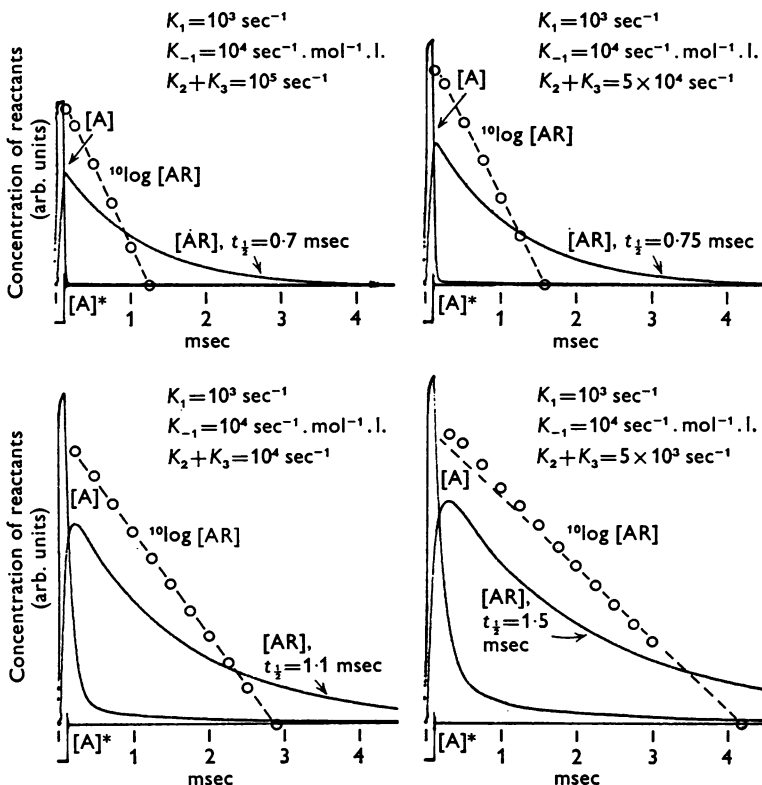 K₁=10³ sec⁻¹
K₋₁=10⁴ sec⁻¹.mol⁻¹.l.
K₂+K₃=10⁵ sec⁻¹
[A]
¹⁰log [AR]
[AR], t½=0·7 msec
[A]*
1 2 3 4
msec
Concentration of reactants
(arb. units)
K₁=10³ sec⁻¹
K₋₁=10⁴ sec⁻¹.mol⁻¹.l.
K₂+K₃=5×10⁴ sec⁻¹
[A]
¹⁰log [AR]
[AR], t½=0·75 msec
[A]*
1 2 3 4
msec
K₁=10³ sec⁻¹
K₋₁=10⁴ sec⁻¹.mol⁻¹.l.
K₂+K₃=10⁴ sec⁻¹
[A]
¹⁰log [AR]
[AR],
t½=1·1 msec
[A]*
1 2 3 4
msec
Concentration of reactants
(arb. units)
K₁=10³ sec⁻¹
K₋₁=10⁴ sec⁻¹.mol⁻¹.l.
K₂+K₃=5×10³ sec⁻¹
[A]
¹⁰log [AR]
[AR],
t½=1·5
msec
[A]*
1 2 3 4
msec